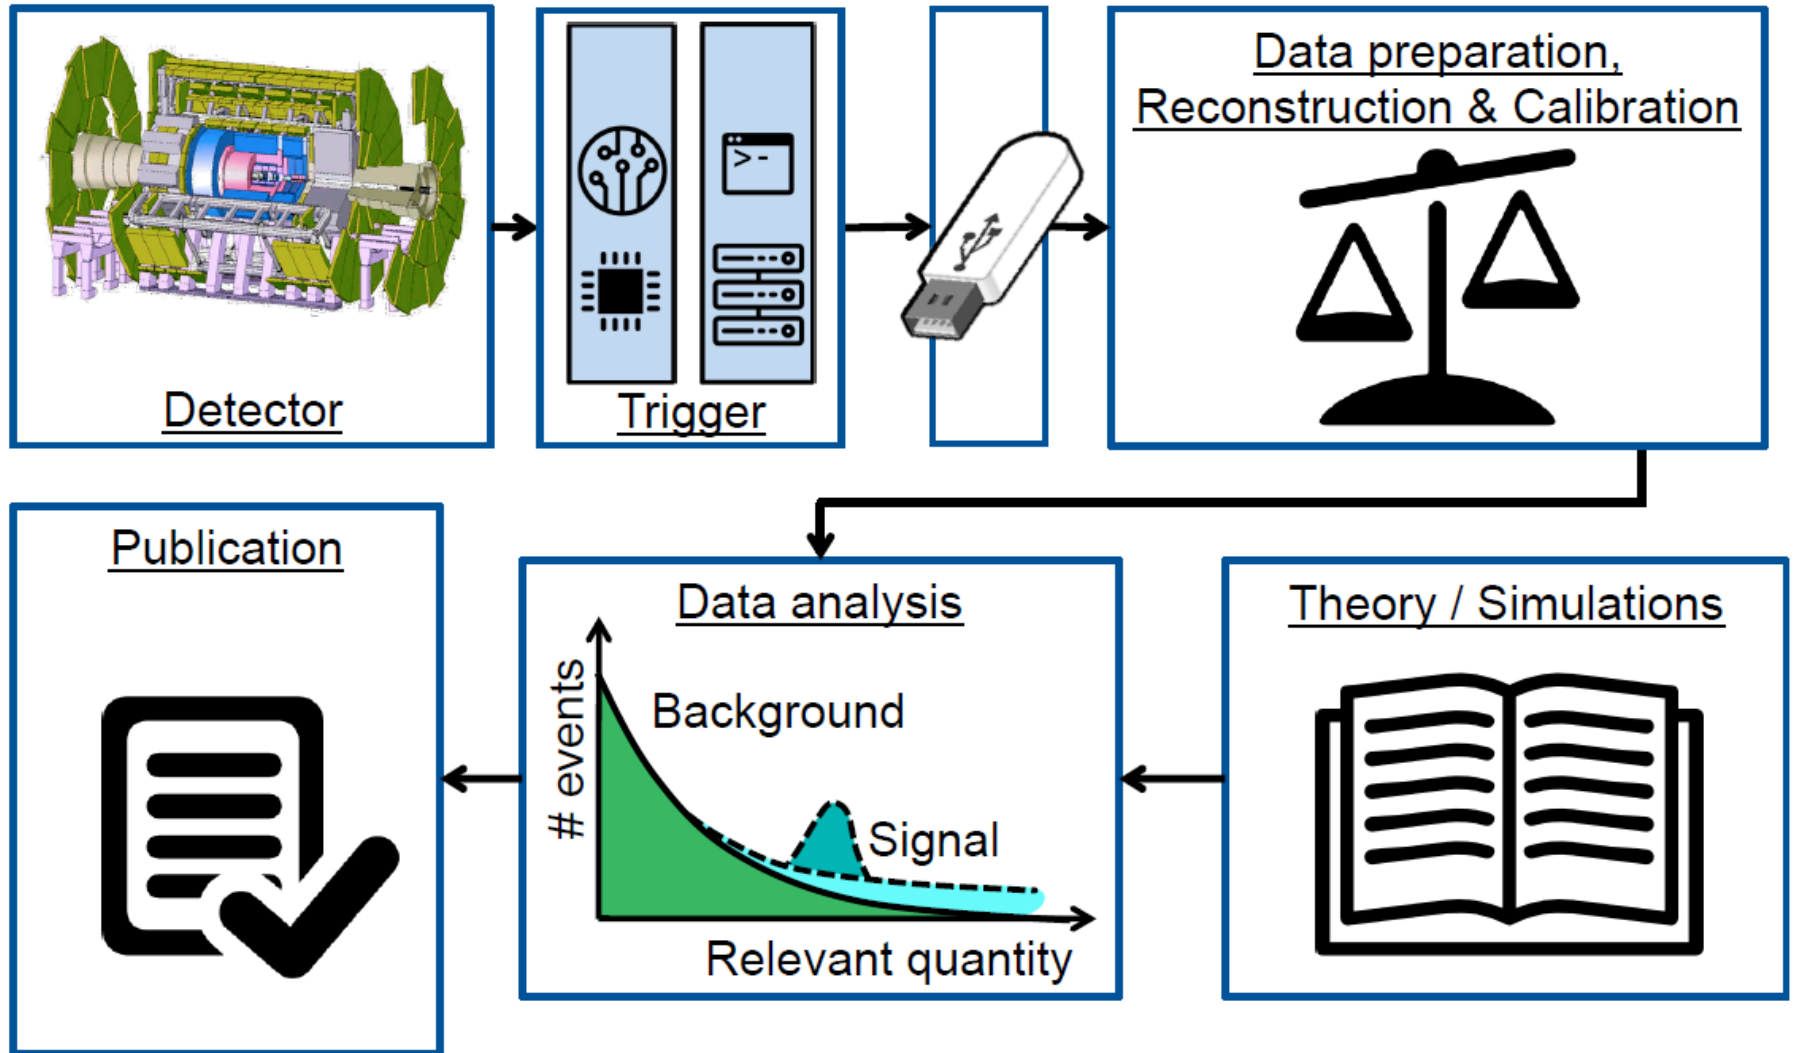 Detector
Trigger
>-
Data preparation,
Reconstruction & Calibration
Publication
Data analysis
# events
Background
Signal
Relevant quantity
Theory / Simulations